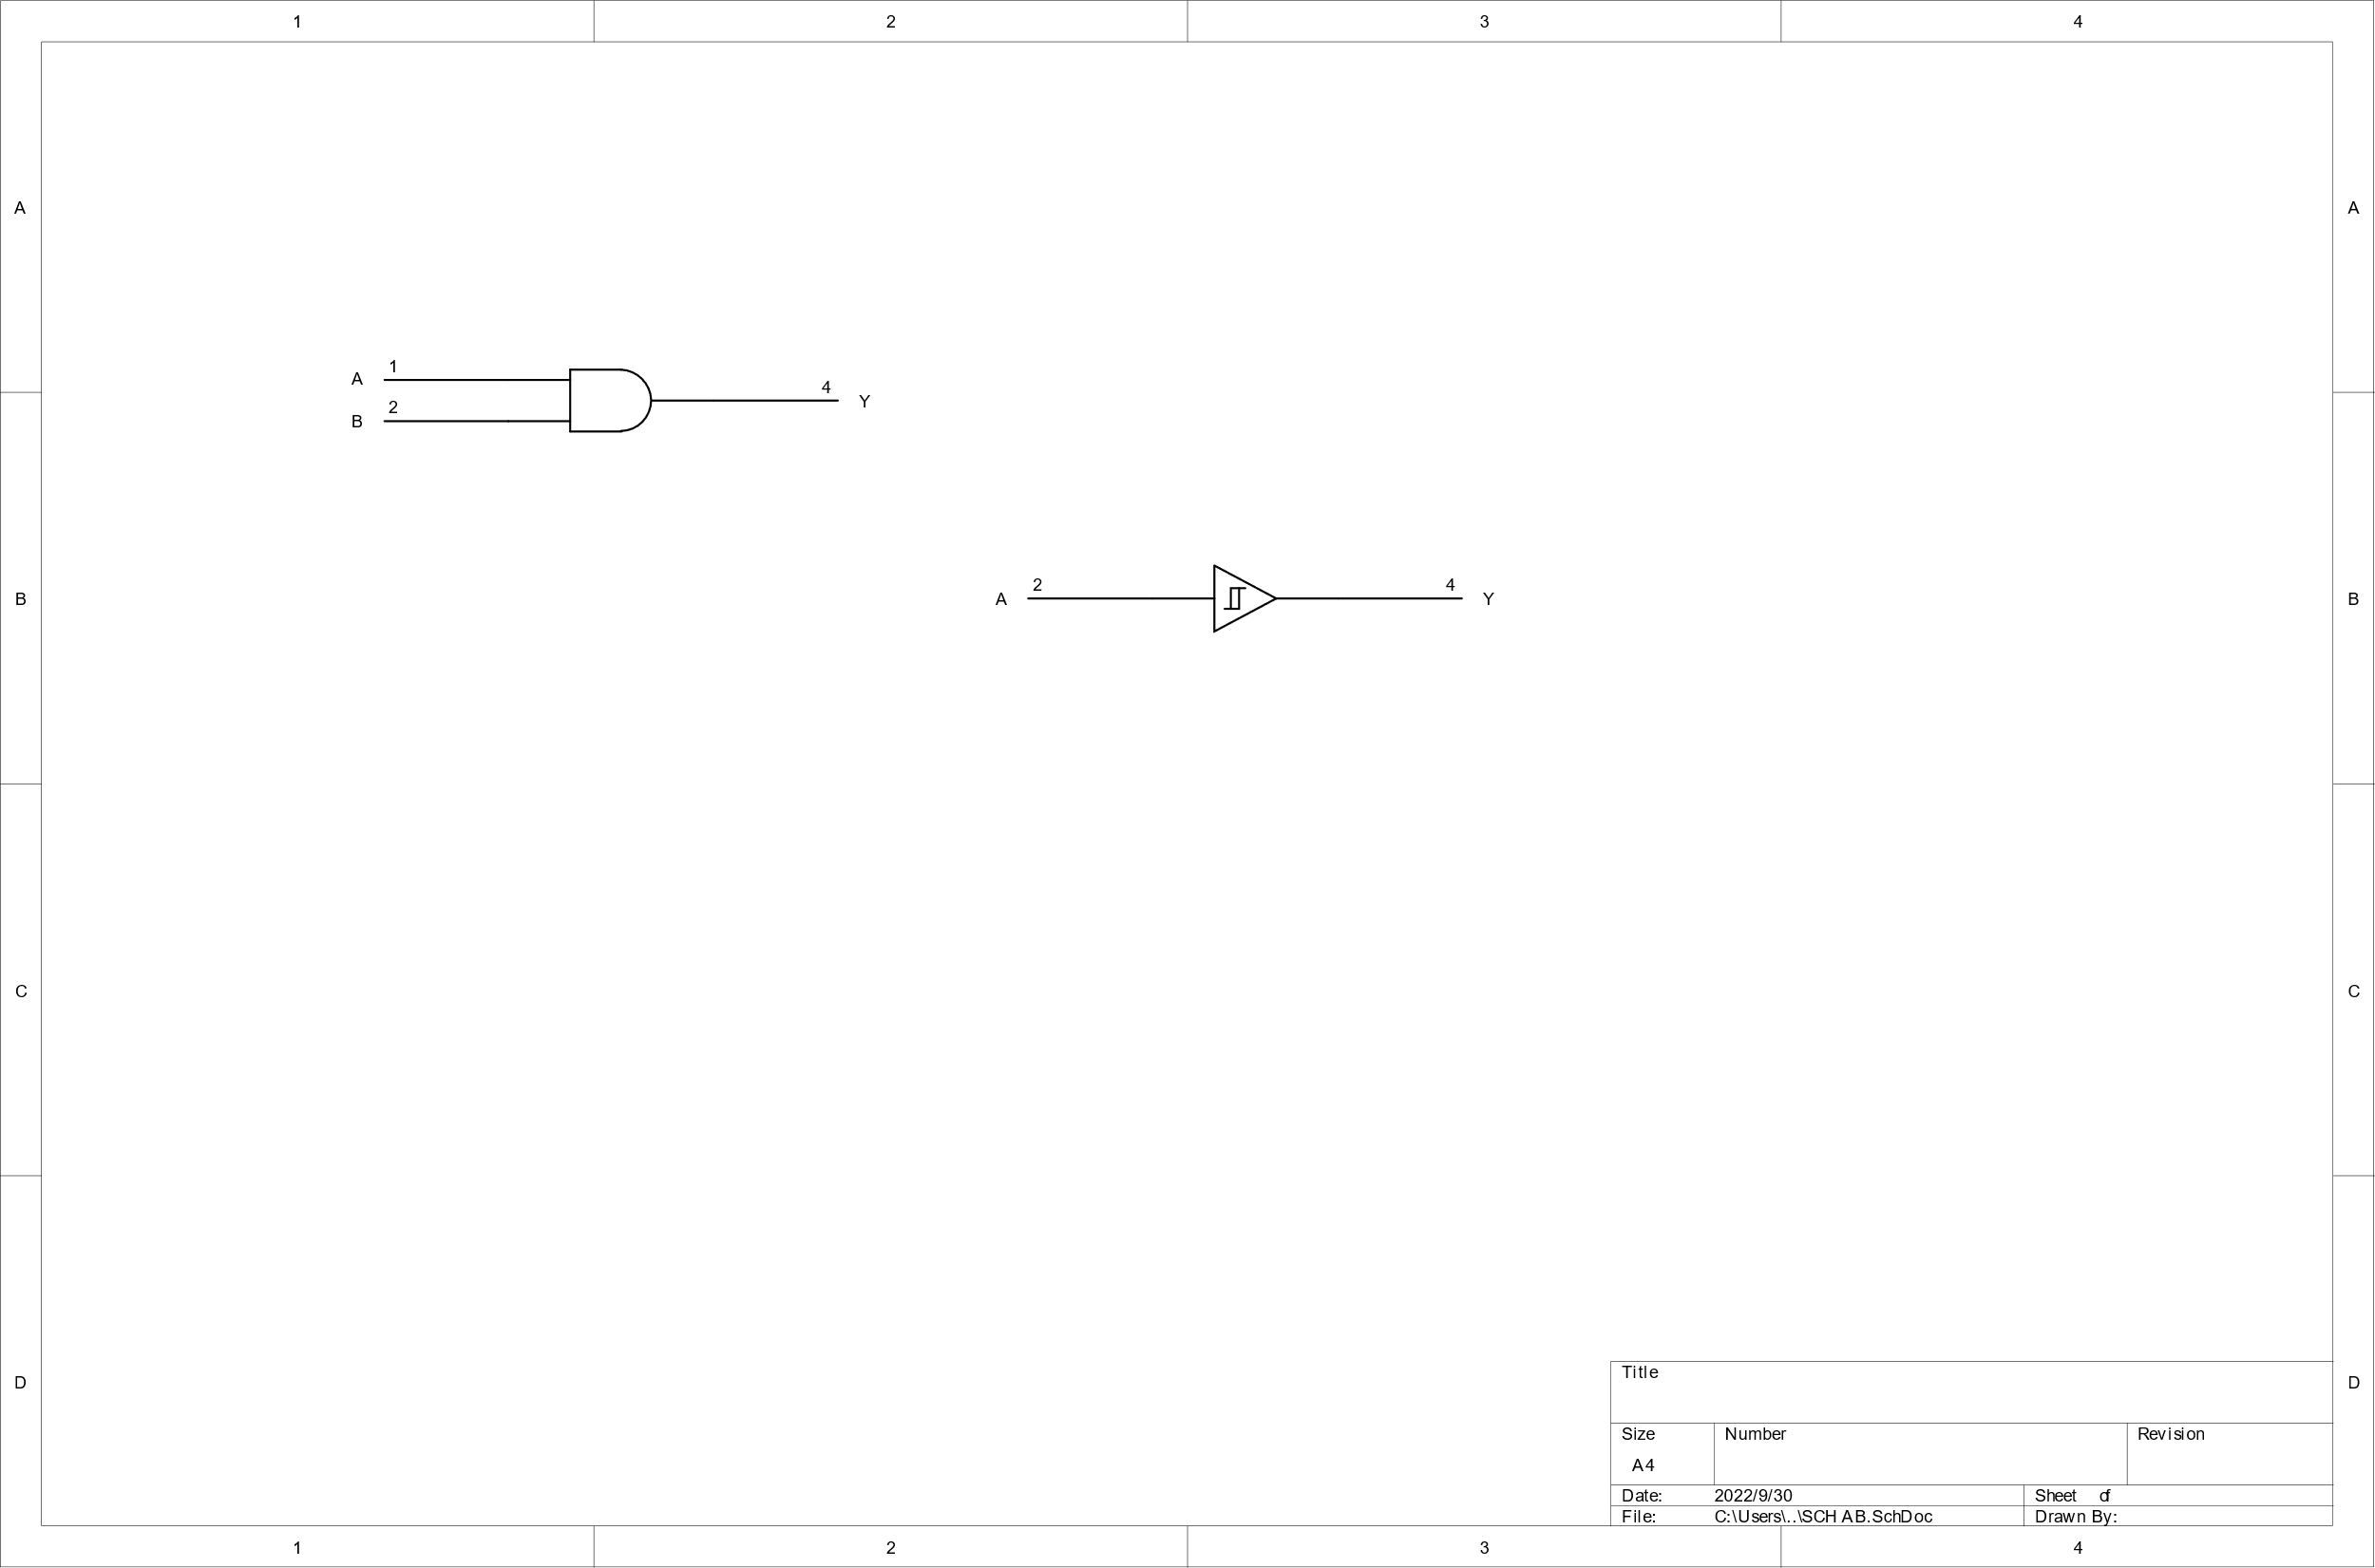 1 2 3 4
A A
1
A
4
2 Y
B
2 4
A Y
B B
C C
Title
D D
Size Number Revision
A4
Date: 2022/9/30 Sheet of
File: C:\Users\..\SCH AB.SchDoc Drawn By:
1 2 3 4